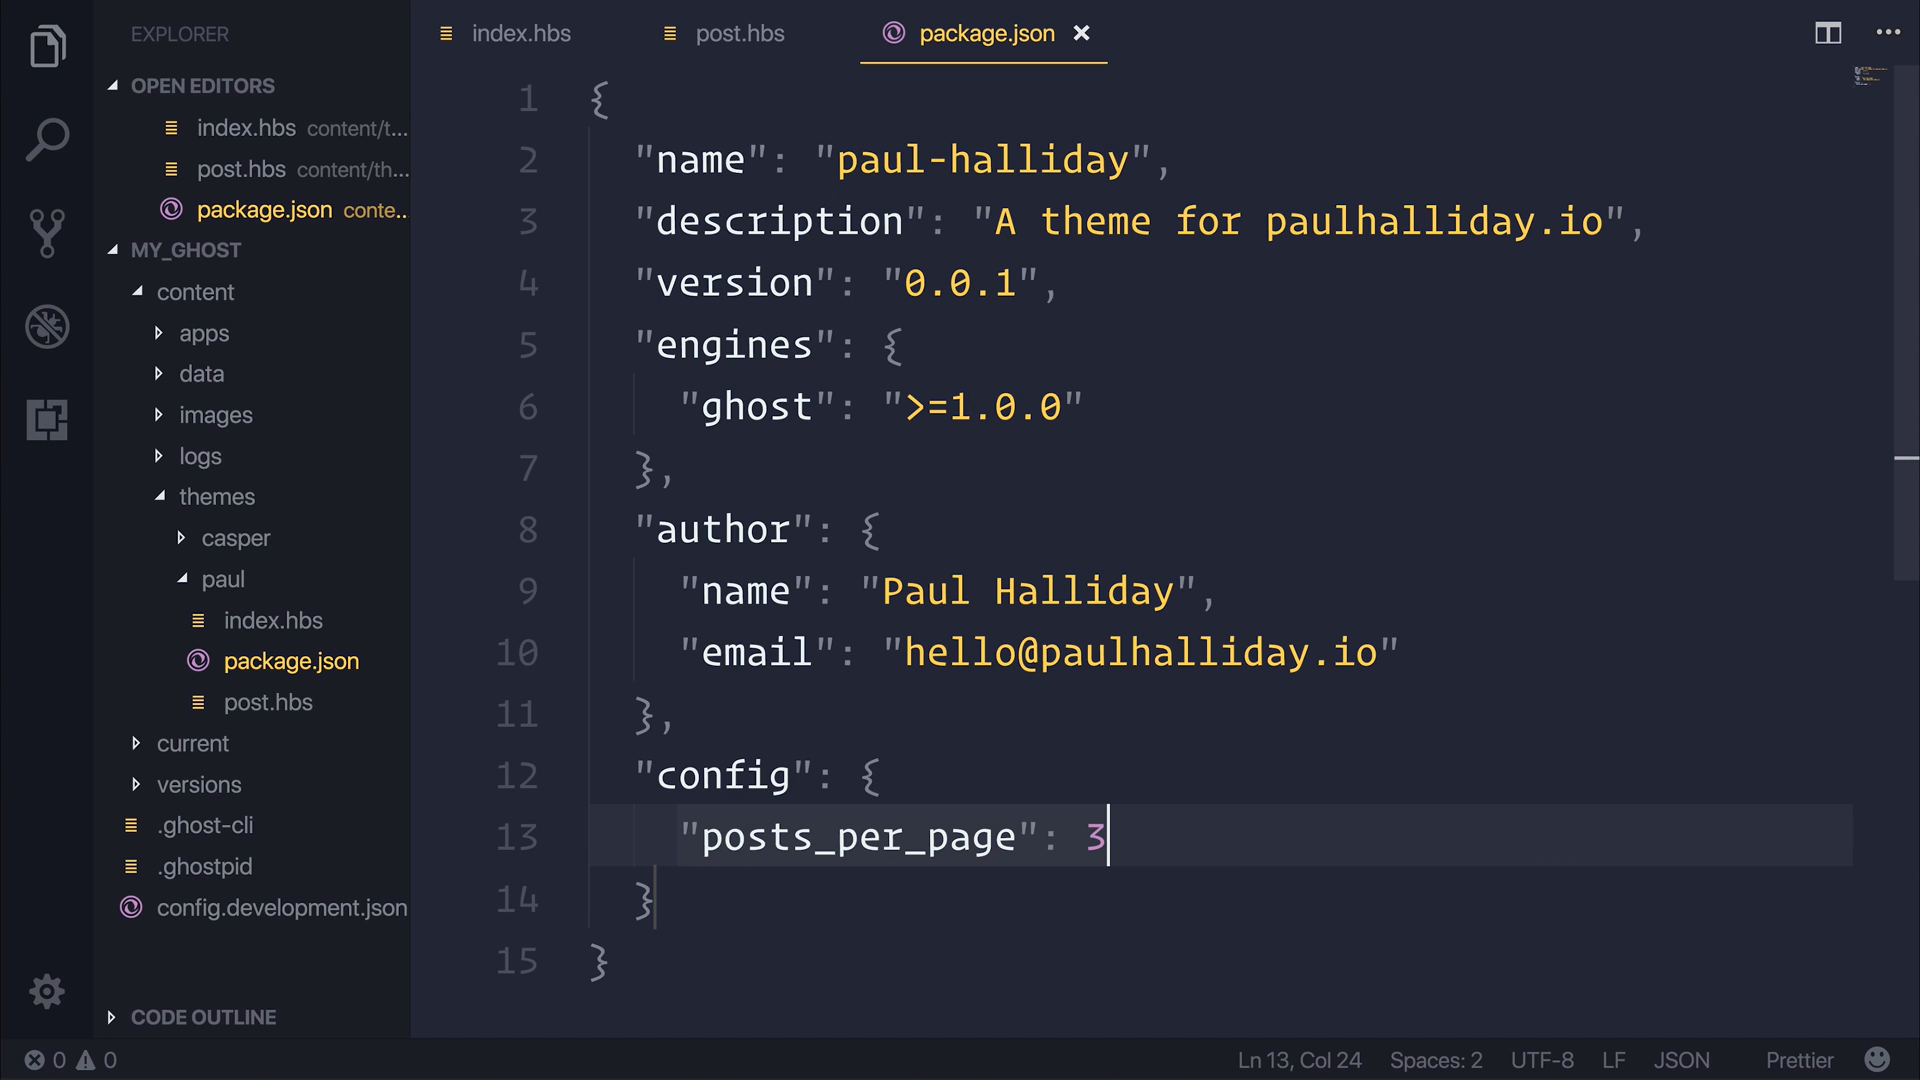 EXPLORER
OPEN EDITORS
index.hbs content/t...
post.hbs content/th...
package.json conte...
MY_GHOST
content
apps
data
images
logs
themes
casper
paul
index.hbs
package.json
post.hbs
current
versions
.ghost-cli
.ghostpid
config.development.json
CODE OUTLINE
index.hbs post.hbs package.json
1 {
2 "name": "paul-halliday",
3 "description": "A theme for paulhalliday.io",
4 "version": "0.0.1",
5 "engines": {
6 "ghost": ">=1.0.0"
7 },
8 "author": {
9 "name": "Paul Halliday",
10 "email": "hello@paulhalliday.io"
11 },
12 "config": {
13 "posts_per_page": 3
14 }
15 }
0 0 Ln 13, Col 24 Spaces: 2 UTF-8 LF JSON Prettier